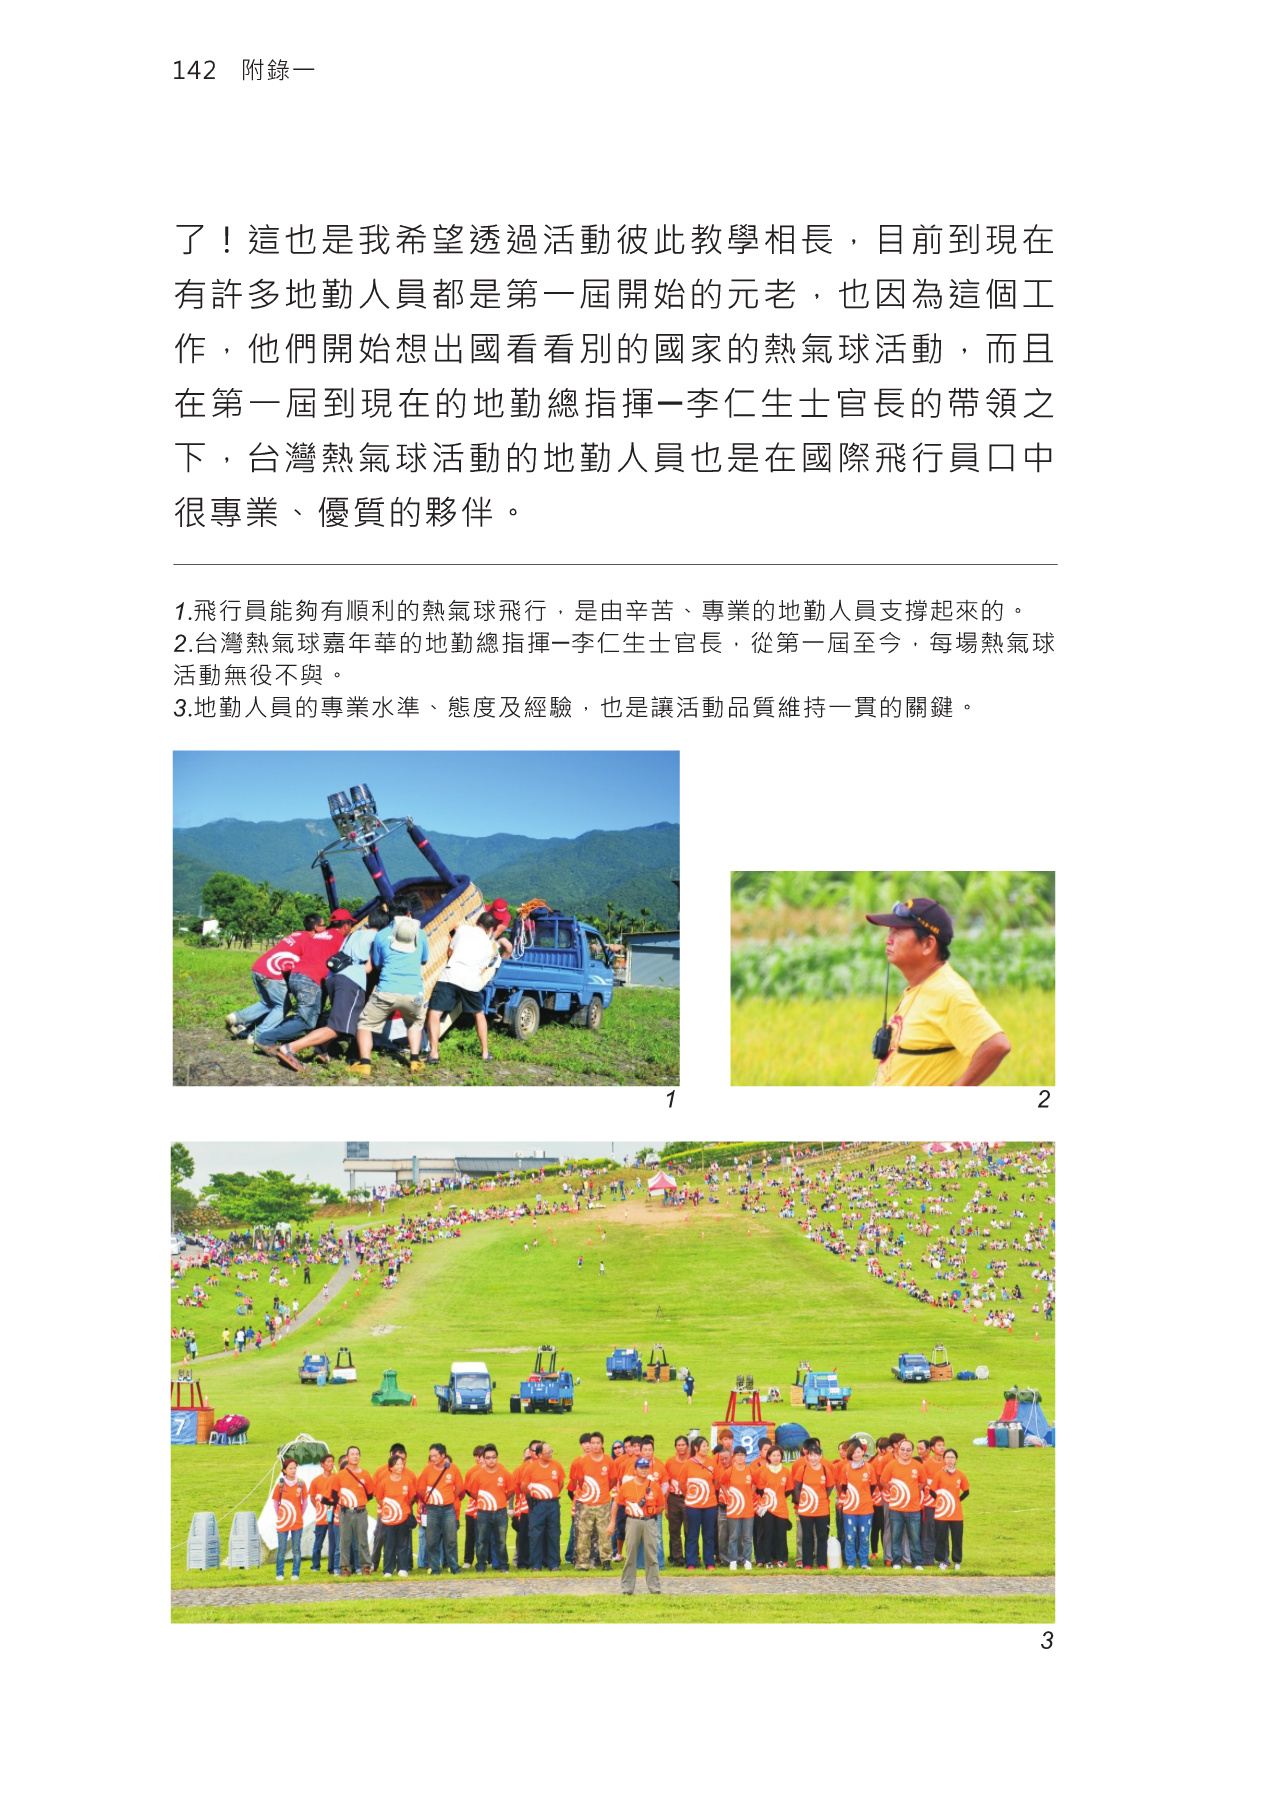 142 附錄一
了！這也是我希望透過活動彼此教學相長，目前到現在
有許多地勤人員都是第一屆開始的元老，也因為這個工
作，他們開始想出國看看別的國家的熱氣球活動，而且
在第一屆到現在的地勤總指揮—李仁生士官長的帶領之
下，台灣熱氣球活動的地勤人員也是在國際飛行員口中
很專業、優質的夥伴。
1.飛行員能夠有順利的熱氣球飛行，是由辛苦、專業的地勤人員支撐起來的。
2.台灣熱氣球嘉年華的地勤總指揮—李仁生士官長，從第一屆至今，每場熱氣球
活動無役不與。
3.地勤人員的專業水準、態度及經驗，也是讓活動品質維持一貫的關鍵。
1
2
7
8
3